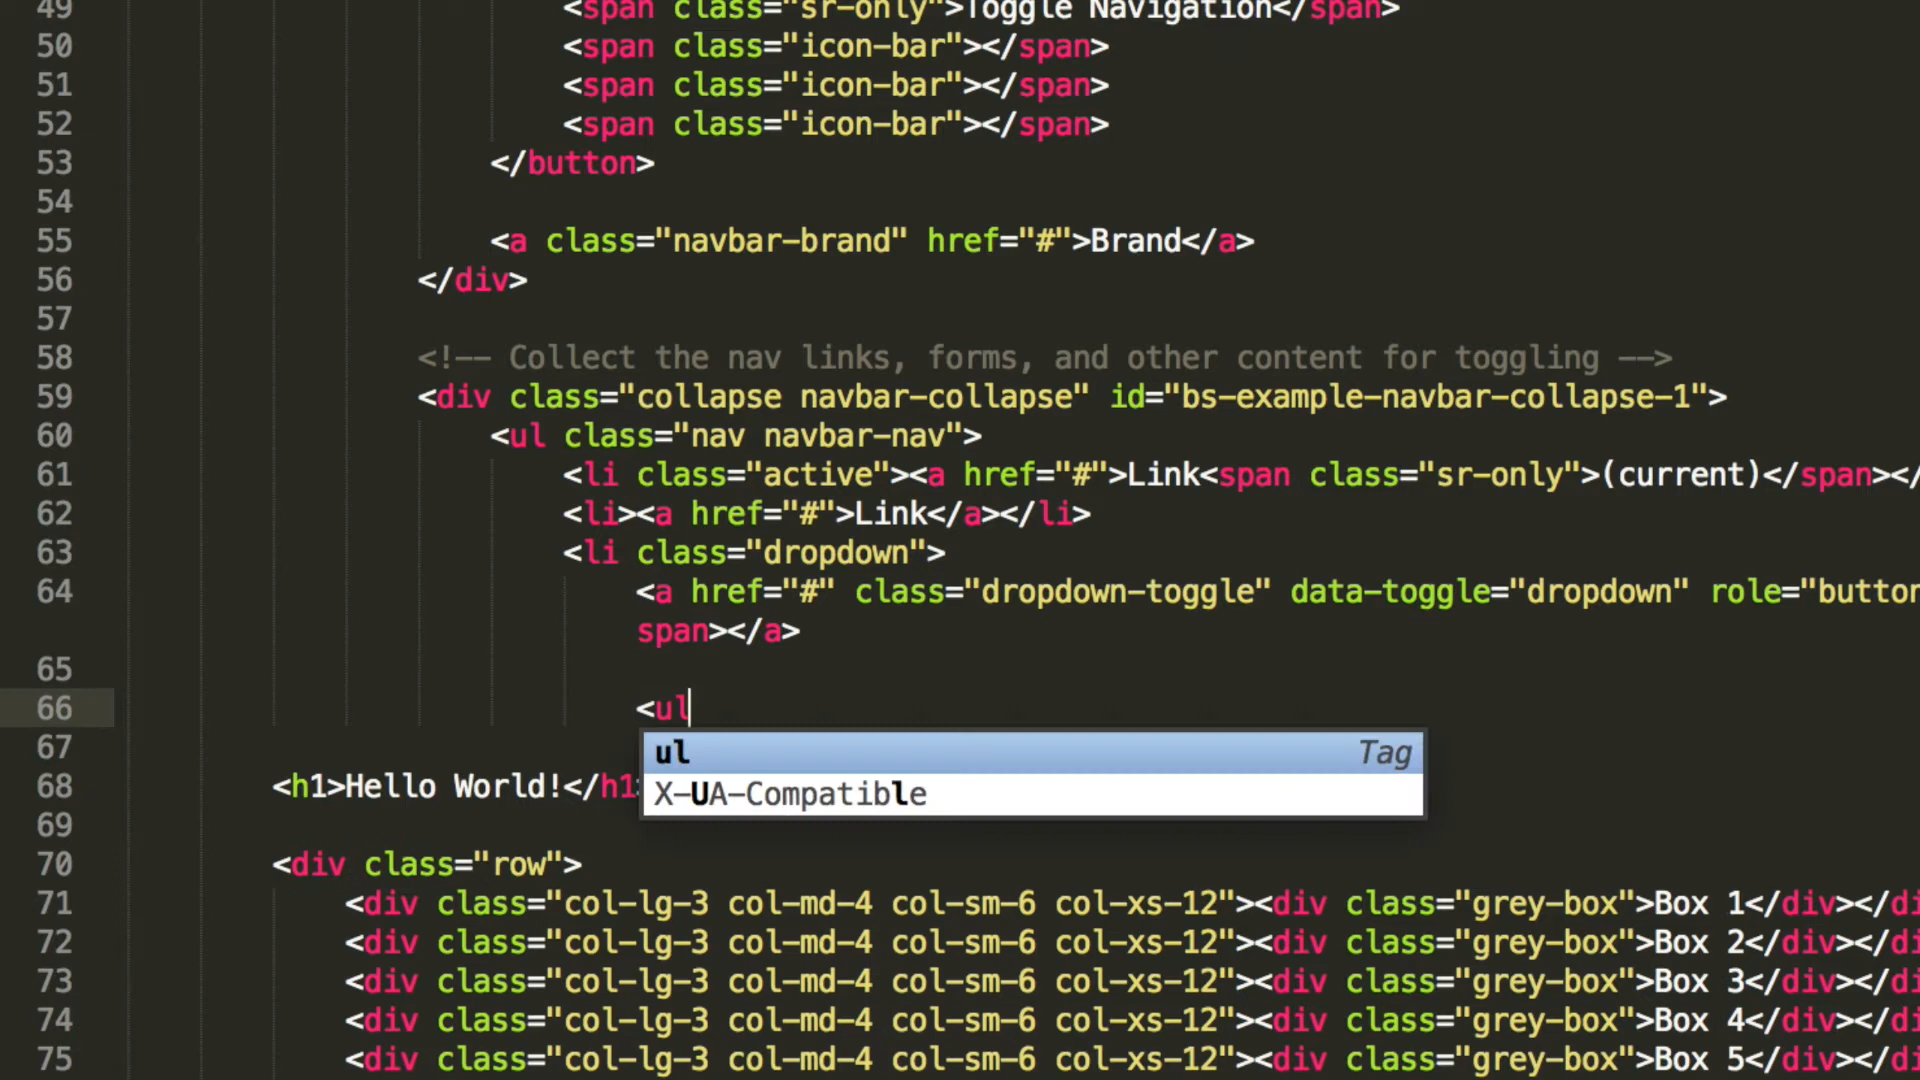 49 <span class="sr-only">Toggle Navigation</span>
50 <span class="icon-bar"></span>
51 <span class="icon-bar"></span>
52 <span class="icon-bar"></span>
53 </button>
54
55 <a class="navbar-brand" href="#">Brand</a>
56 </div>
57
58 <!-- Collect the nav links, forms, and other content for toggling -->
59 <div class="collapse navbar-collapse" id="bs-example-navbar-collapse-1">
60 <ul class="nav navbar-nav">
61 <li class="active"><a href="#">Link<span class="sr-only">(current)</span></
62 <li><a href="#">Link</a></li>
63 <li class="dropdown">
64 <a href="#" class="dropdown-toggle" data-toggle="dropdown" role="button
span></a>
65
66 <ul
ul Tag
67
X-UA-Compatible
68 <h1>Hello World!</h1
69
70 <div class="row">
71 <div class="col-lg-3 col-md-4 col-sm-6 col-xs-12"><div class="grey-box">Box 1</div></di
72 <div class="col-lg-3 col-md-4 col-sm-6 col-xs-12"><div class="grey-box">Box 2</div></di
73 <div class="col-lg-3 col-md-4 col-sm-6 col-xs-12"><div class="grey-box">Box 3</div></di
74 <div class="col-lg-3 col-md-4 col-sm-6 col-xs-12"><div class="grey-box">Box 4</div></di
75 <div class="col-lg-3 col-md-4 col-sm-6 col-xs-12"><div class="grey-box">Box 5</div></di